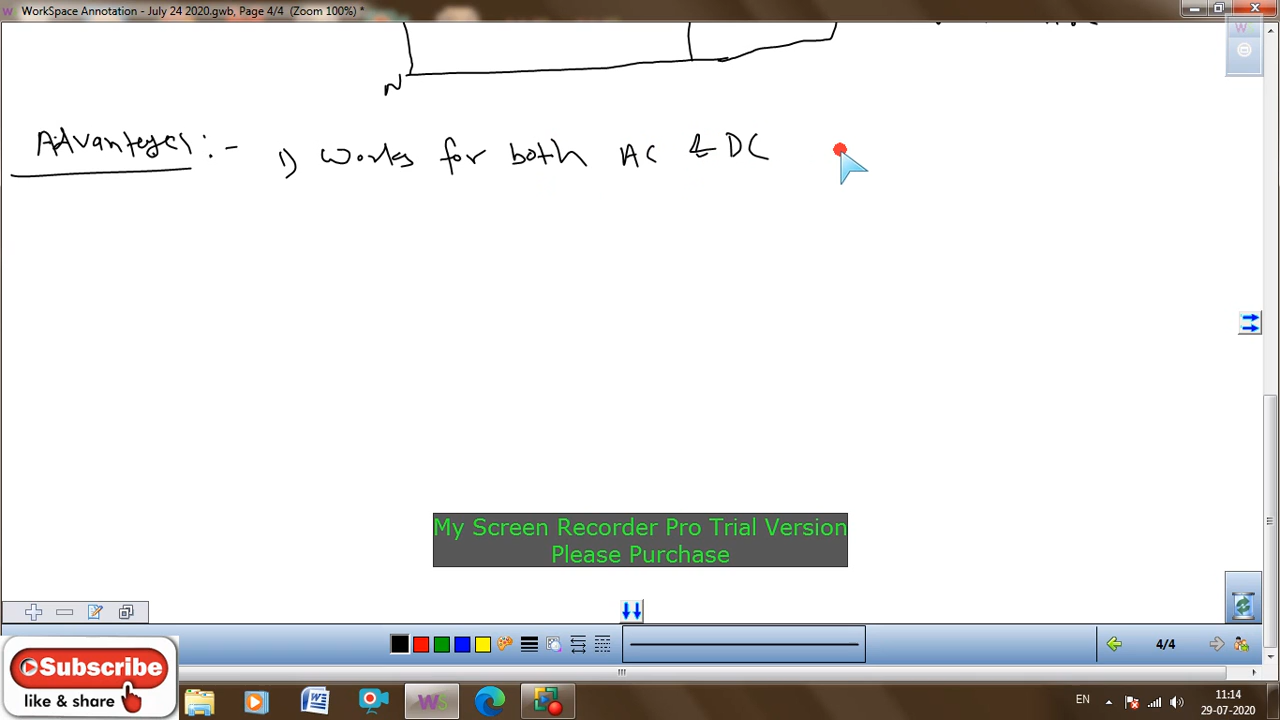 WorkSpace Annotation - July 24 2020.gwb, Page 4/4 (Zoom 100%) *
N
Advantages :- 1) Works for both AC & DC
My Screen Recorder Pro Trial Version
Please Purchase
4/4
Subscribe
like & share
EN
11:14
29-07-2020